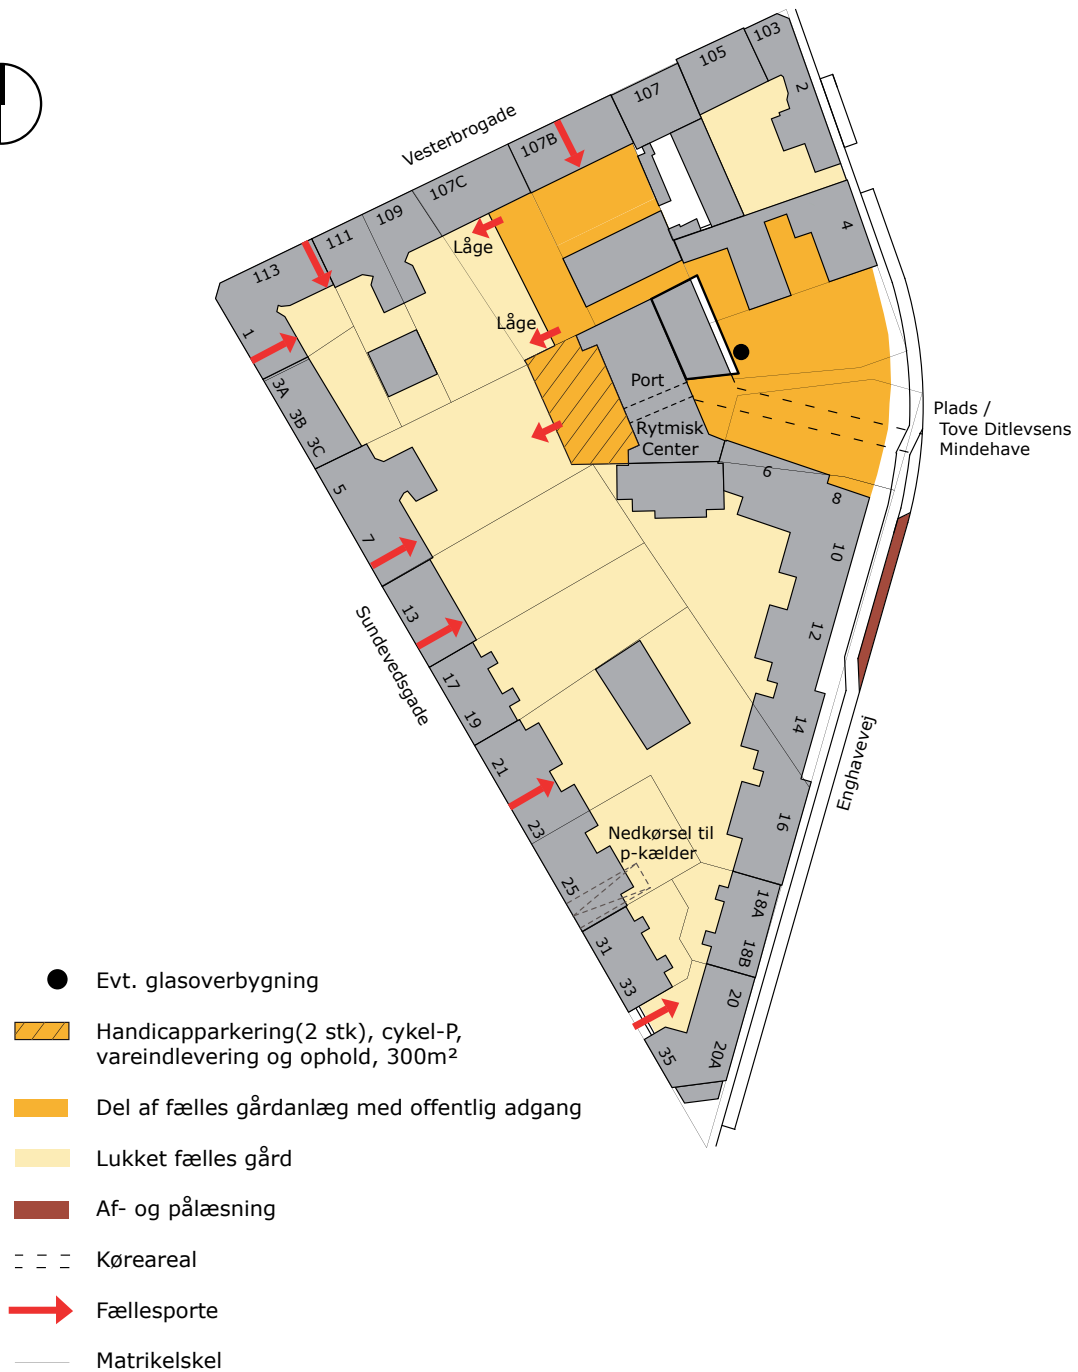 103
105
2
107
Vesterbrogade
107B
107C
109
4
111
Låge
113
Låge
1
Port
3A
Plads /
Tove Ditlevsens
Mindehave
3B
Rytmisk
Center
3C
6
5
8
7
10
13
12
Sundevedsgade
17
19
14
21
Enghavevej
23
16
Nedkørsel til
p-kælder
25
18A
31
18B
33
20
35
20A
Evt. glasoverbygning
Handicapparkering(2 stk), cykel-P,
vareindlevering og ophold, 300m²
Del af fælles gårdanlæg med offentlig adgang
Lukket fælles gård
Af- og pålæsning
Køreareal
Fællesporte
Matrikelskel